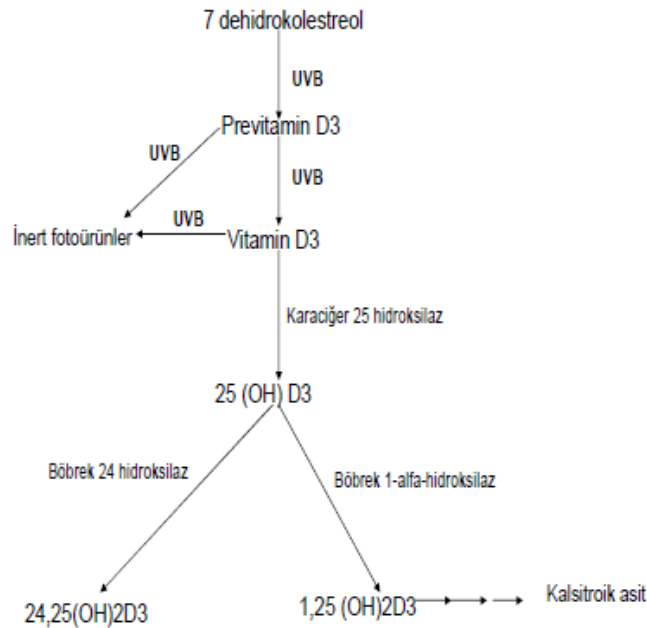 7 dehidrokolestreol
UVB
Previtamin D3
UVB
UVB
UVB
İnert fotoürünler
Vitamin D3
Karaciğer 25 hidroksilaz
25 (OH) D3
Böbrek 24 hidroksilaz
Böbrek 1-alfa-hidroksilaz
24,25(OH)2D3
1,25 (OH)2D3
Kalsitroik asit